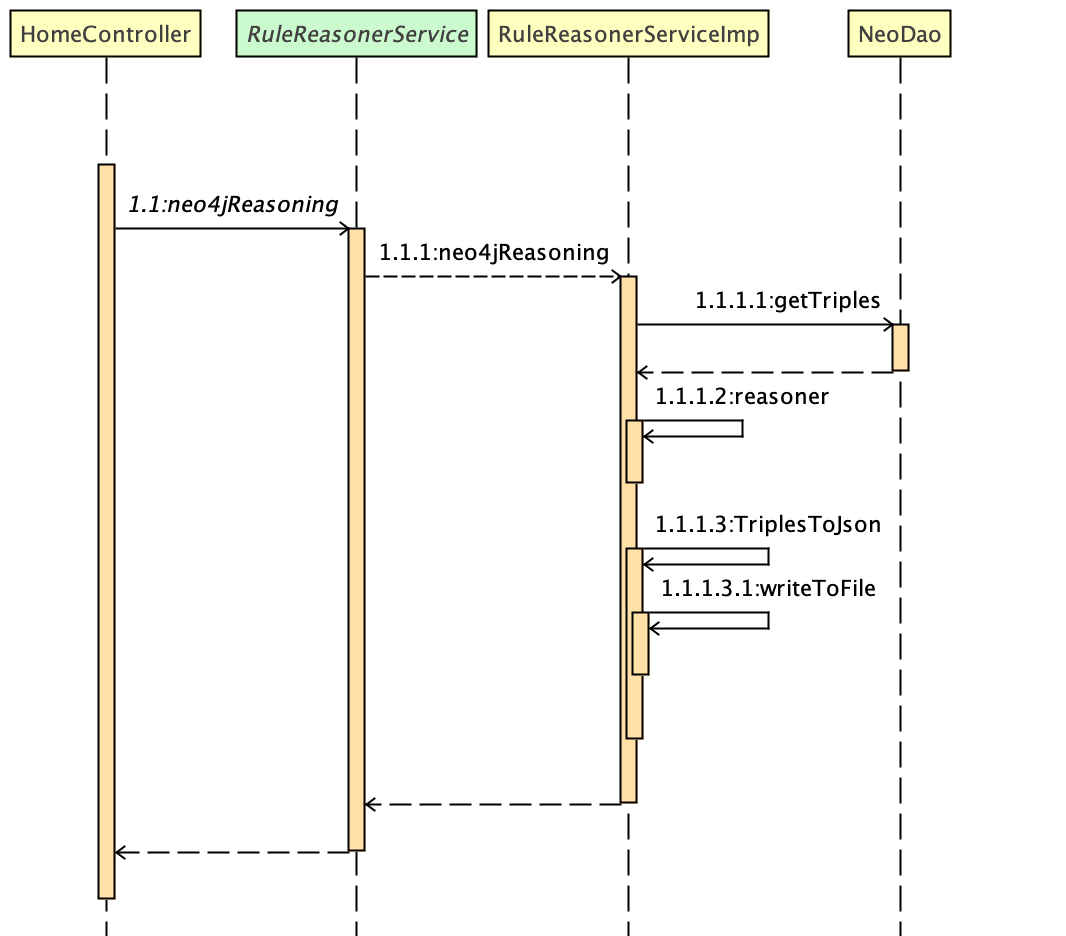 HomeController
RuleReasonerService
RuleReasonerServiceImp
NeoDao
1.1:neo4jReasoning
1.1.1:neo4jReasoning
1.1.1.1:getTriples
1.1.1.2:reasoner
1.1.1.3:TriplesToJson
1.1.1.3.1:writeToFile